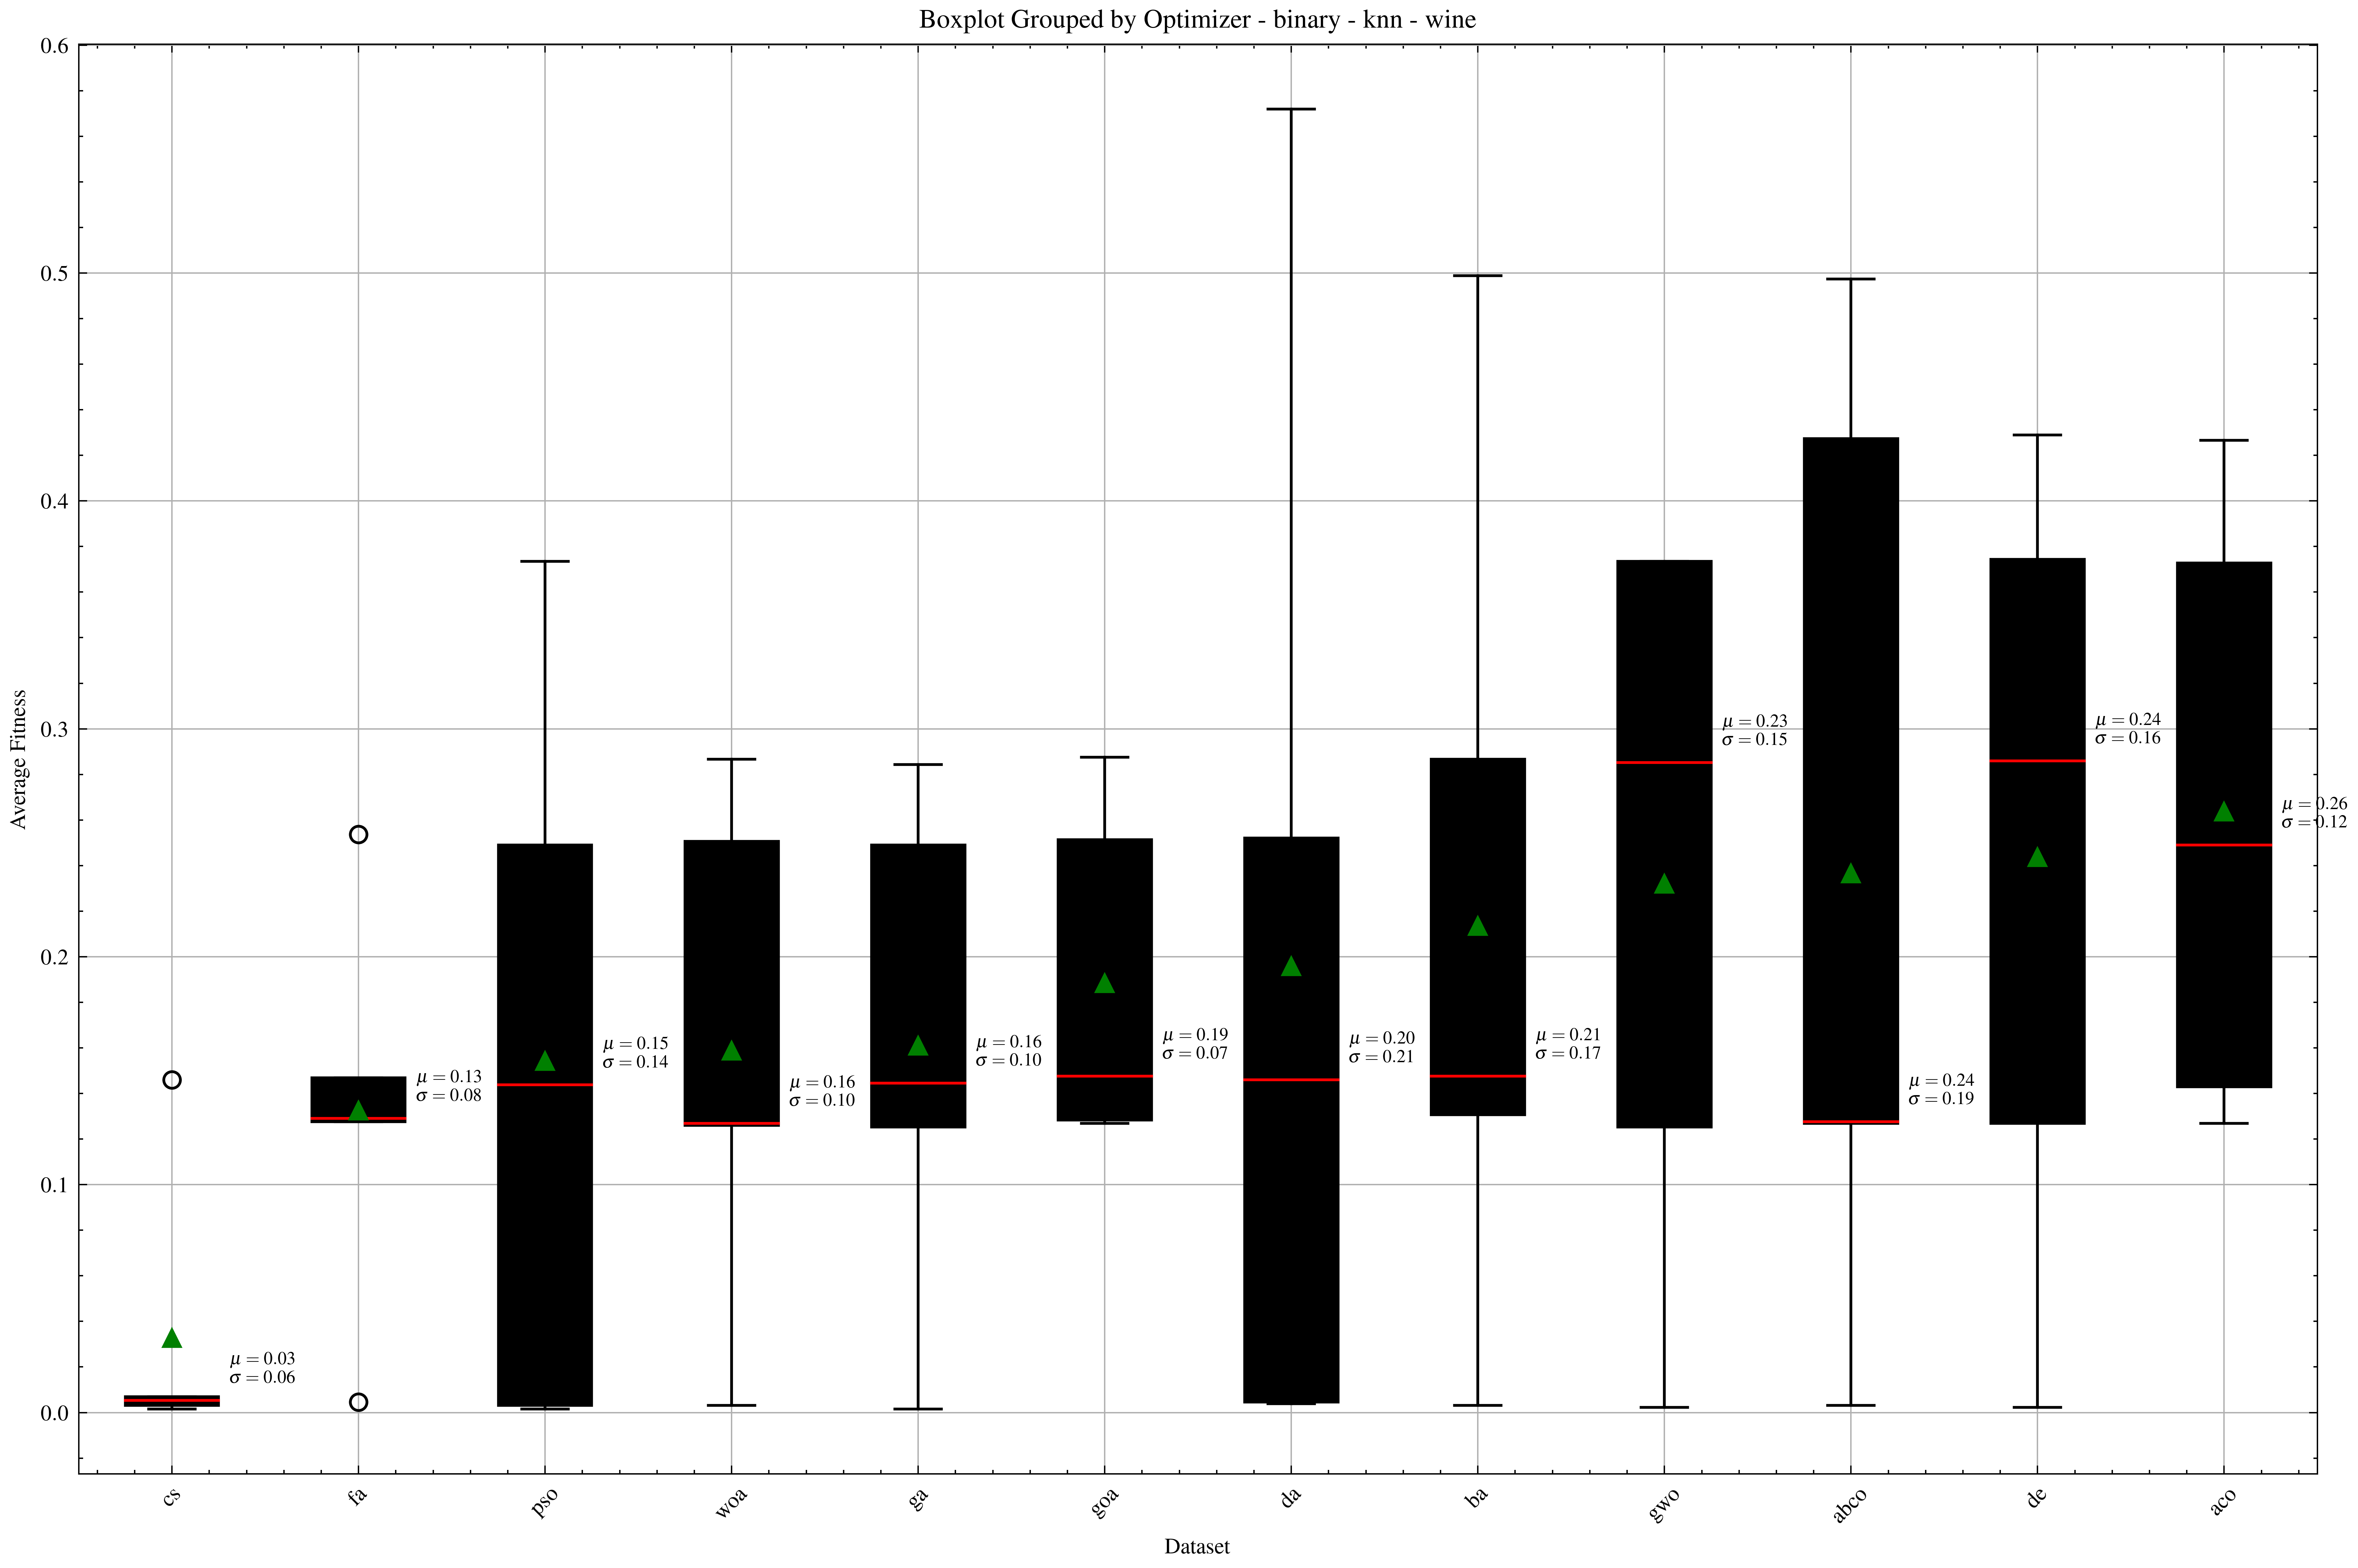 Boxplot Grouped by Optimizer - binary - knn - wine
0.6
0.5
0.4
0.3
0.2
0.1
0.0
Average Fitness
μ = 0.03
σ = 0.06
μ = 0.13
σ = 0.08
μ = 0.15
σ = 0.14
μ = 0.16
σ = 0.10
μ = 0.16
σ = 0.10
μ = 0.19
σ = 0.07
μ = 0.20
σ = 0.21
μ = 0.21
σ = 0.17
μ = 0.23
σ = 0.15
μ = 0.24
σ = 0.19
μ = 0.24
σ = 0.16
μ = 0.26
σ = 0.12
cs
fa
pso
woa
ga
goa
da
ba
gwo
abco
de
aco
Dataset